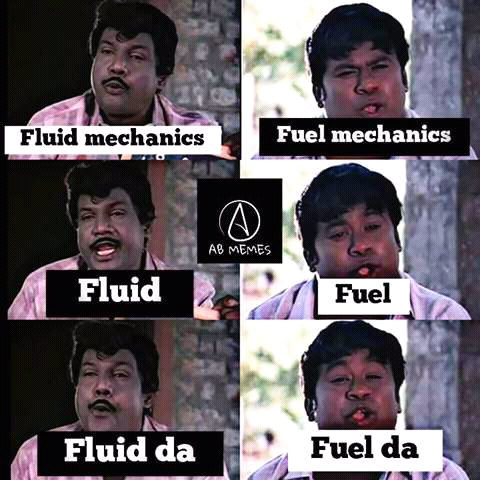 Fluid mechanics
Fuel mechanics
AB MEMES
Fluid
Fuel
Fluid da
Fuel da